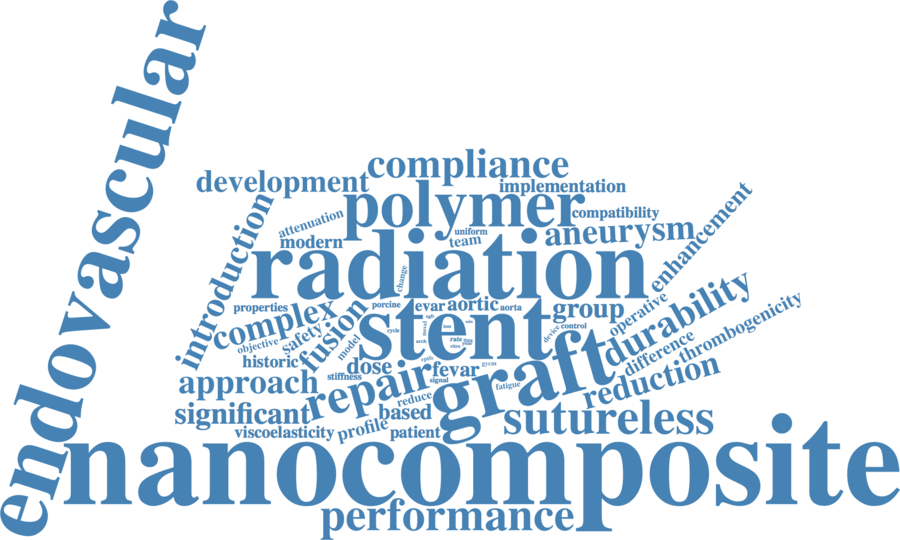 endovascular
compliance
development
implementation
polymer
compatibility
enhancement
attenuation
uniform
introduction
modern
team
aneurysm
radiation
change
properties
porcine
evar
aortic
aorta
group
operative
durability
thrombogenicity
complex
fusion
stent
device
control
objective
safety
model
cycle
novel
rate
vitro
arch
historic
dose
fevar
graft
difference
approach
stiffness
signal
fatigue
reduction
repair
reduce
significant
based
sutureless
viscoelasticity
profile
patient
nanocomposite
performance